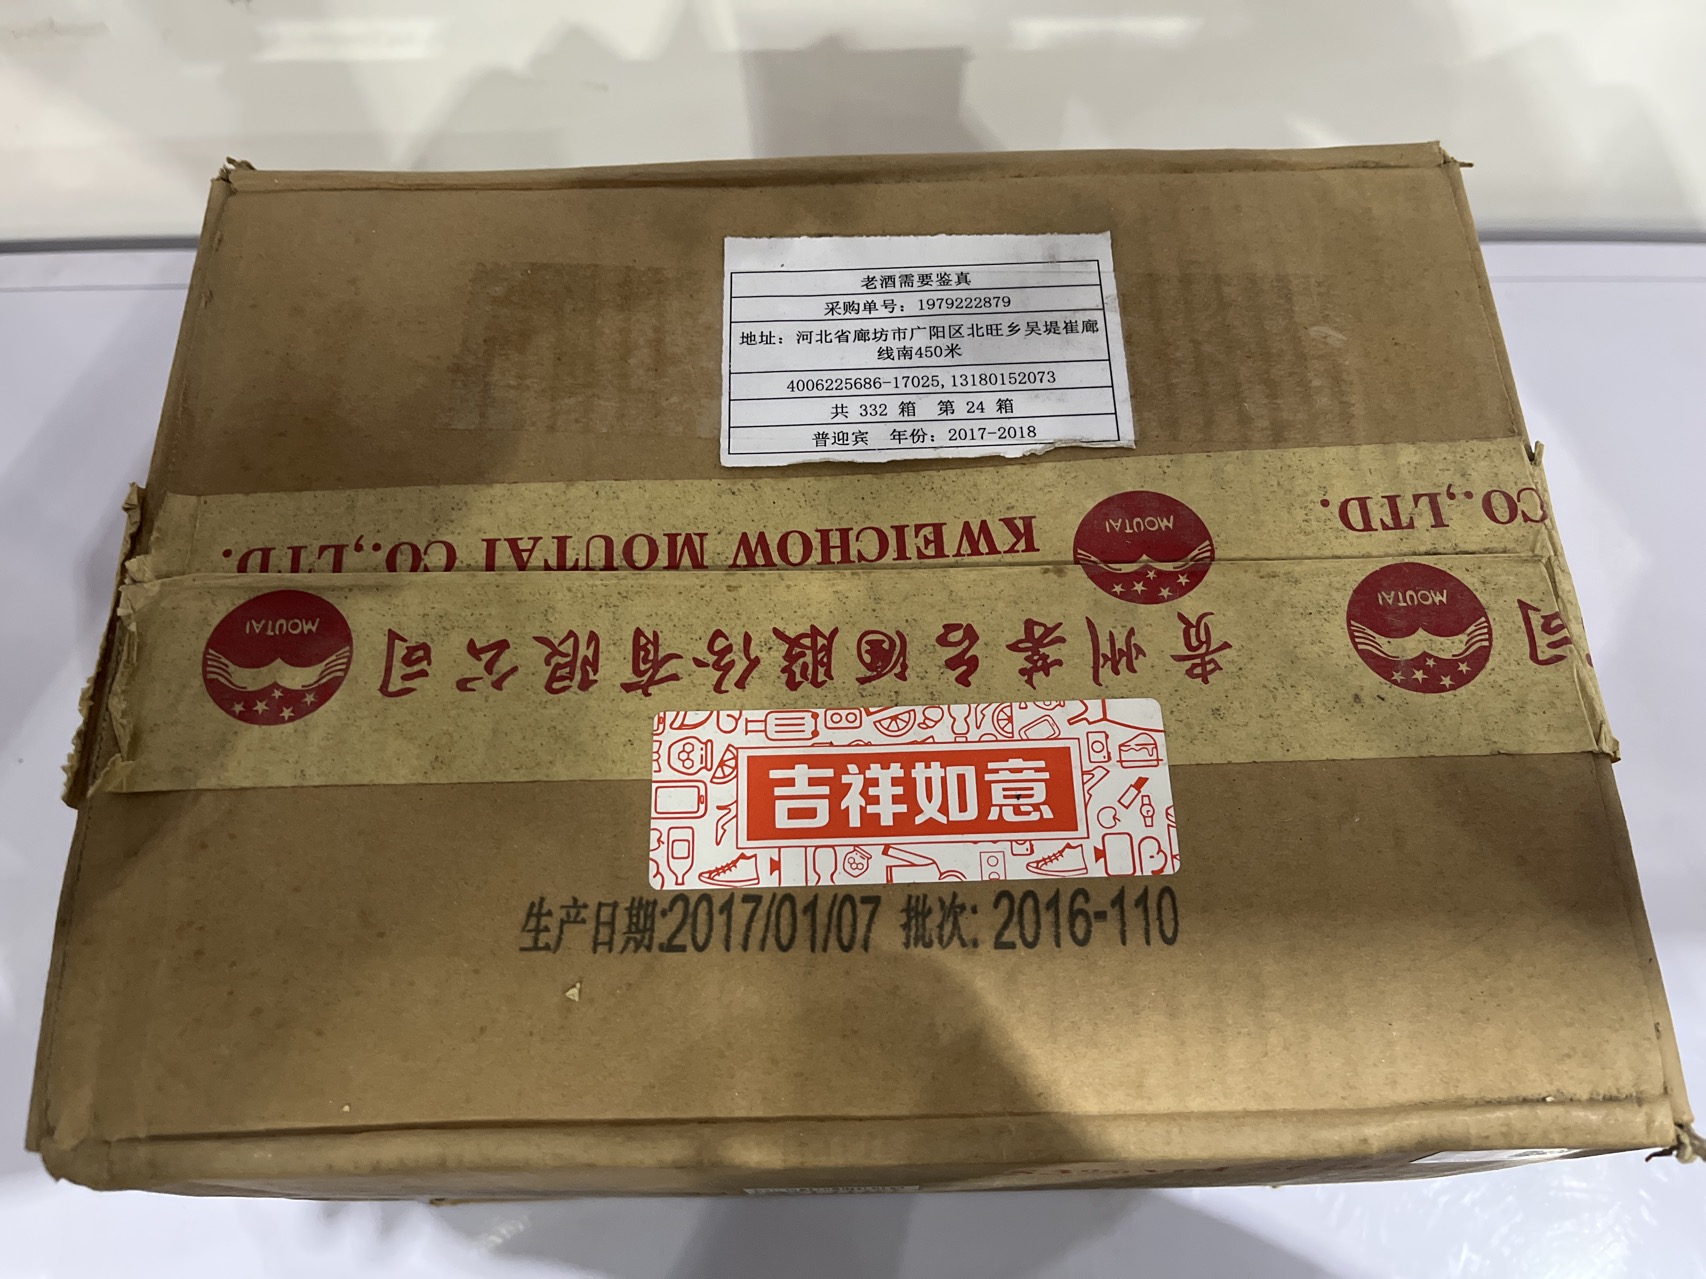 老酒需要鉴真
采购单号：1979222879
地址：河北省廊坊市广阳区北旺乡吴堤崔廊
线南450米
4006225686-17025,13180152073
共 332 箱 第 24 箱
普迎宾 年份：2017-2018
CO.,LTD.
MOUTAI
KWEICHOW MOUTAI CO.,LTD.
司
MOUTAI
贵州茅台酒股份有限公司
MOUTAI
吉祥如意
生产日期:2017/01/07 批次: 2016-110